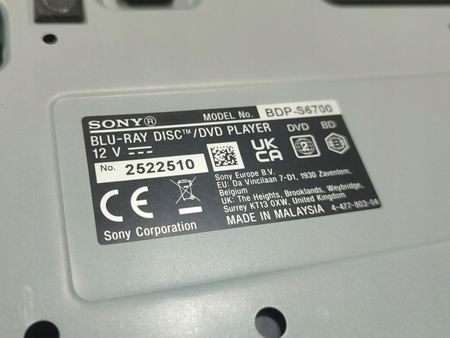 SONY® MODEL No. BDP-S6700
BLU-RAY DISC™/DVD PLAYER
12 V
DVD BD
2 B
No. 2522510
UK
CA
CE
Sony Europe B.V.
EU: Da Vincilaan 7-D1, 1930 Zaventem,
Belgium
UK: The Heights, Brooklands, Weybridge,
Surrey KT13 0XW, United Kingdom
MADE IN MALAYSIA 4-477-803-04
Sony Corporation